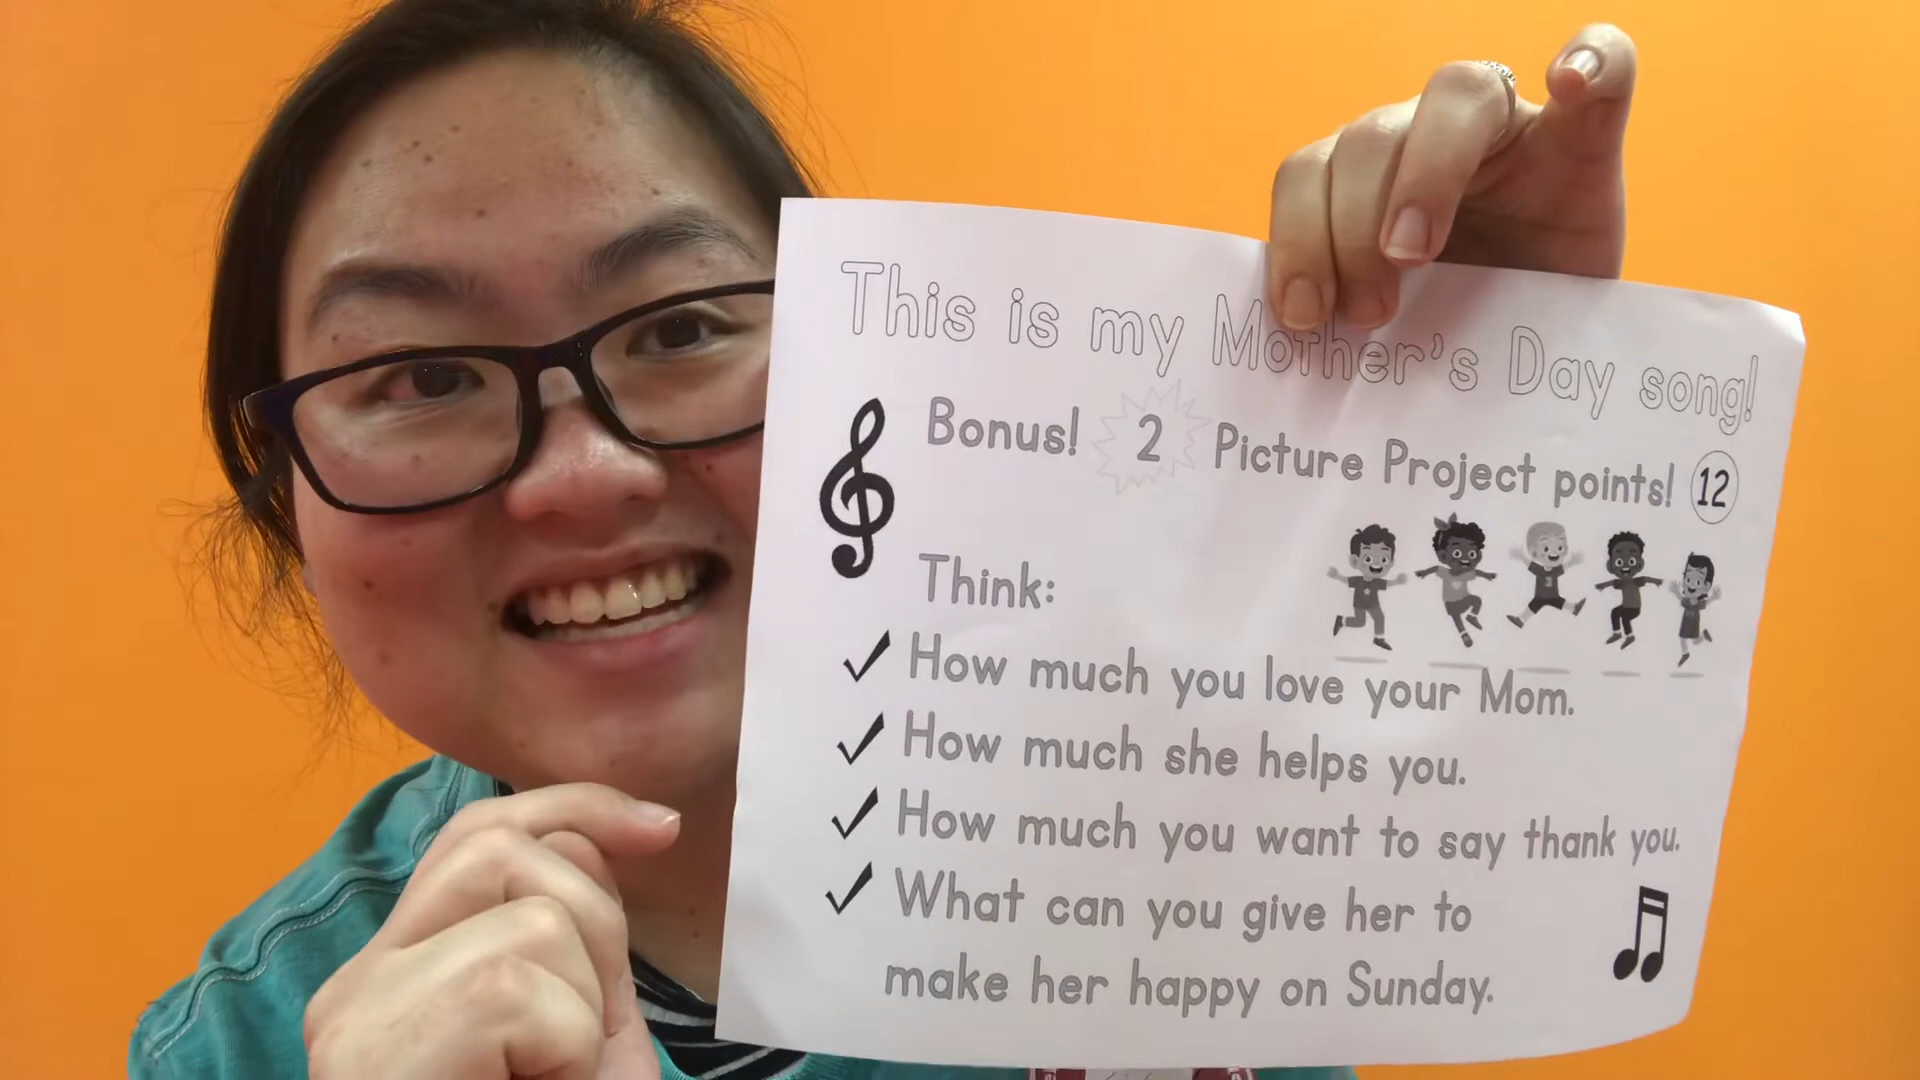 This is my Mother's Day song!
Bonus! 2 Picture Project points! 12
Think:
✓ How much you love your Mom.
✓ How much she helps you.
✓ How much you want to say thank you.
✓ What can you give her to
make her happy on Sunday.